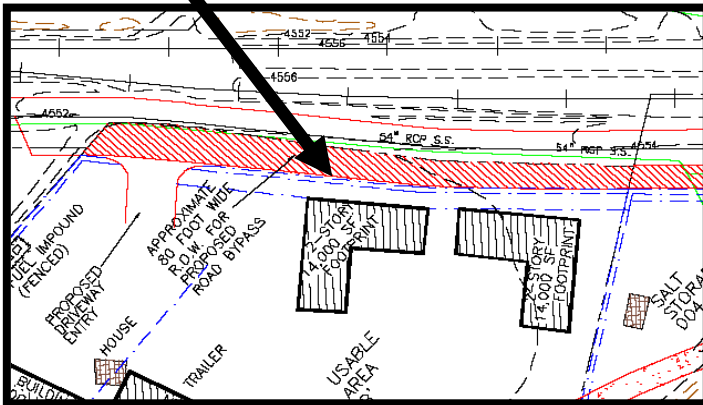 4552
4554
4556
4556
4552
54" RCP S.S.
54" RCP S.S.
4554
FUEL IMPOUND
(FENCED)
PROPOSED
DRIVEWAY
ENTRY
APPROXIMATE
80 FOOT WIDE
R.O.W. FOR
PROPOSED
ROAD BYPASS
2-STORY
14,000 SF
FOOTPRINT
2-STORY
14,000 SF
FOOTPRINT
SALT
STORA
004
HOUSE
TRAILER
USABLE
AREA
BUILDING